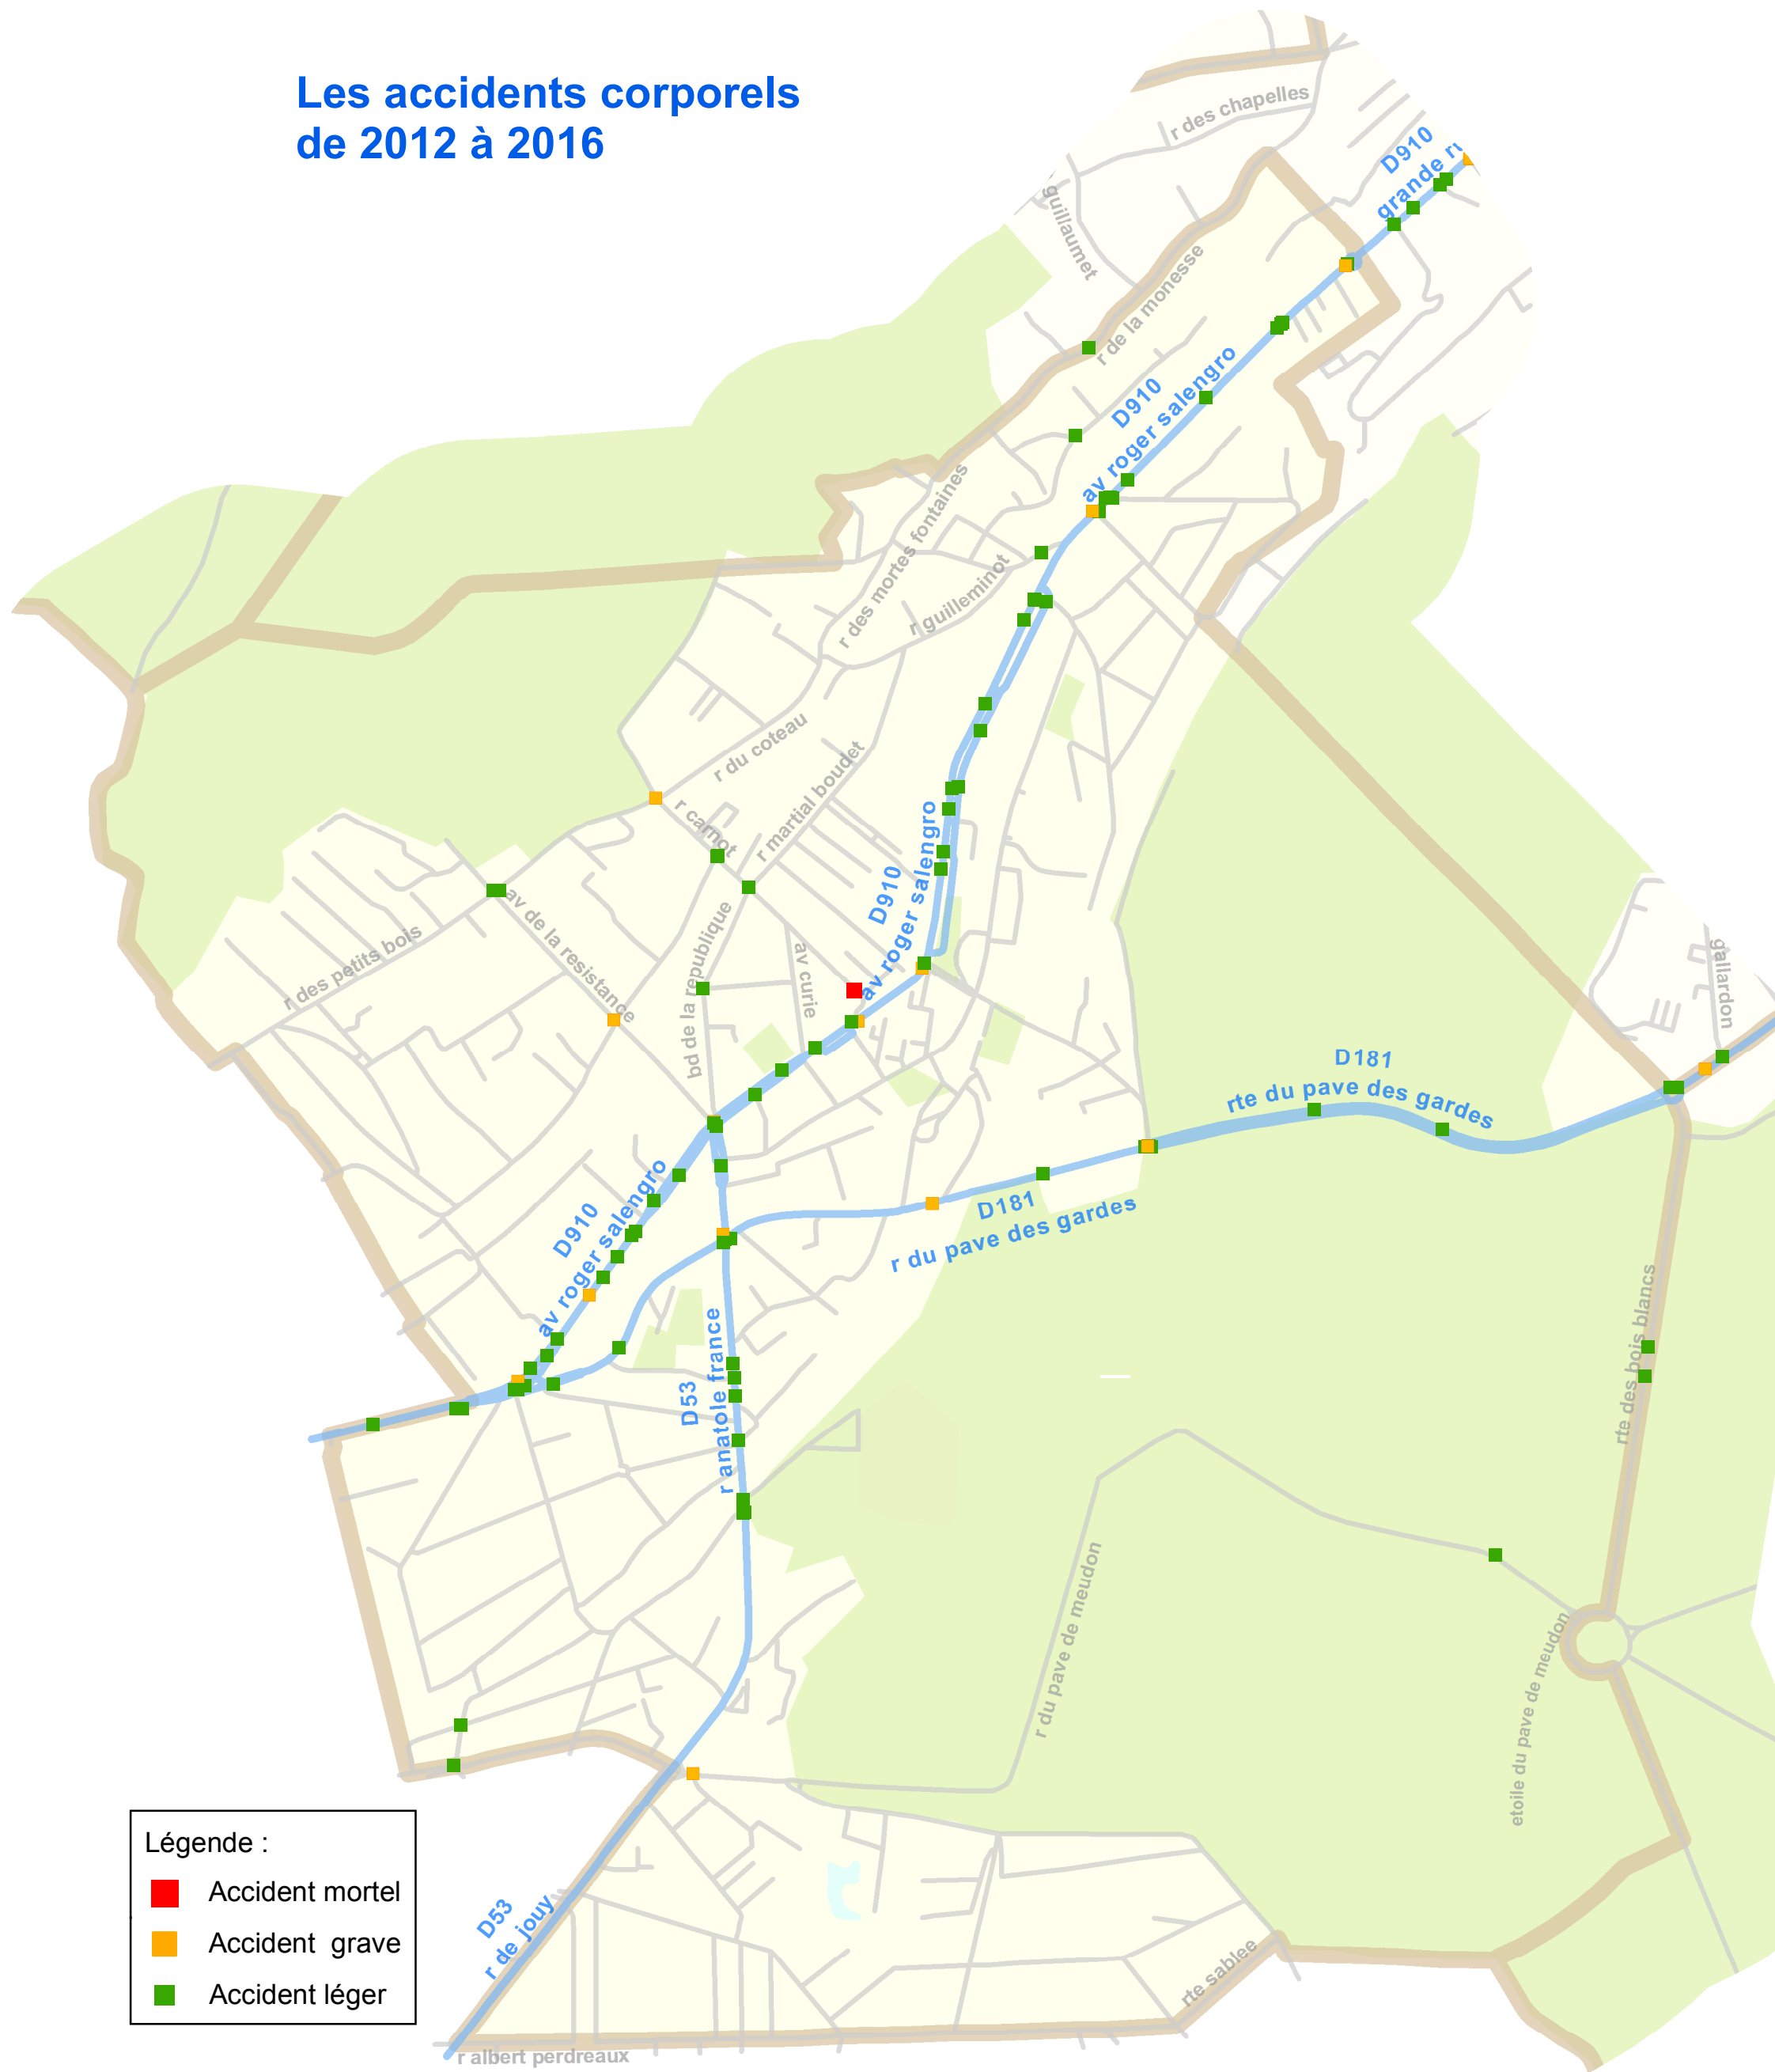 Les accidents corporels
de 2012 à 2016
r des chapelles
D910
grande ru
guillaumet
r de la monesse
D910
av roger salengro
r des mortes fontaines
r guilleminot
r du coteau
r martial boudet
r carnot
D910
av roger salengro
av de la resistance
r des petits bois
bd de la republique
av curie
gallardon
D181
rte du pave des gardes
D181
r du pave des gardes
D910
av roger salengro
rte des bois blancs
D53
r anatole france
r du pave de meudon
etoile du pave de meudon
Légende :
Accident mortel
Accident grave
Accident léger
D53
r de jouy
rte sablee
r albert perdreaux